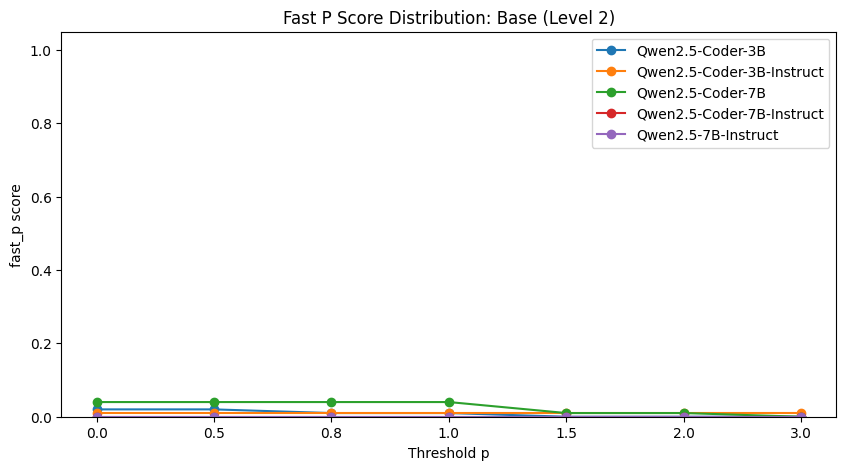 Fast P Score Distribution: Base (Level 2)
1.0
0.8
0.6
0.4
0.2
0.0
fast_p score
Qwen2.5-Coder-3B
Qwen2.5-Coder-3B-Instruct
Qwen2.5-Coder-7B
Qwen2.5-Coder-7B-Instruct
Qwen2.5-7B-Instruct
0.0 0.5 0.8 1.0 1.5 2.0 3.0
Threshold p